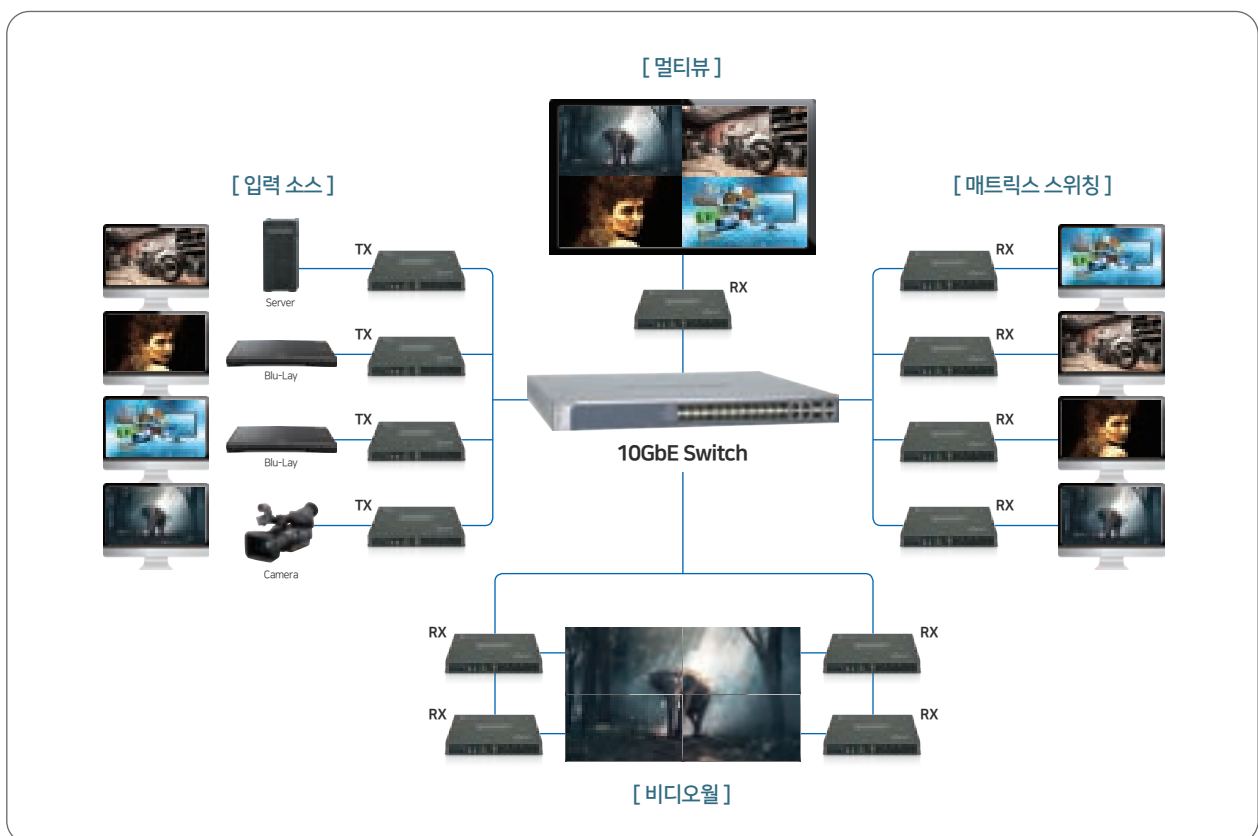 [ 멀티뷰 ]
[ 입력 소스 ]
[ 매트릭스 스위칭 ]
TX
Server
TX
Blu-Lay
TX
Blu-Lay
TX
Camera
RX
10GbE Switch
RX
RX
RX
RX
RX
RX
RX
RX
[ 비디오월 ]